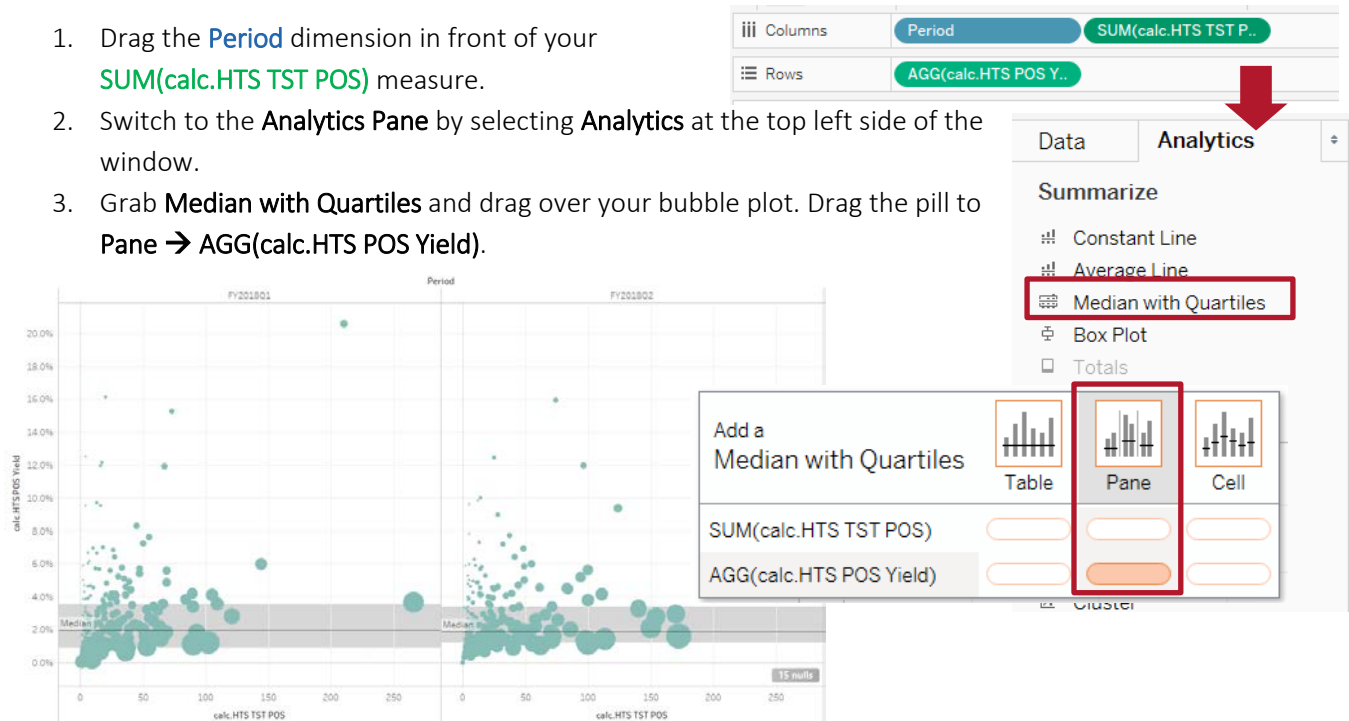 1. Drag the Period dimension in front of your
SUM(calc.HTS TST POS) measure.
2. Switch to the Analytics Pane by selecting Analytics at the top left side of the
window.
3. Grab Median with Quartiles and drag over your bubble plot. Drag the pill to
Pane → AGG(calc.HTS POS Yield).
Columns Period SUM(calc.HTS TST P..
Rows AGG(calc.HTS POS Y..
Data Analytics
Summarize
Constant Line
Average Line
Median with Quartiles
Box Plot
Totals
Cluster
Add a
Median with Quartiles
Table Pane Cell
SUM(calc.HTS TST POS)
AGG(calc.HTS POS Yield)
Period
FY2018Q1 FY2018Q2
calc.HTS POS Yield
20.0%
18.0%
16.0%
14.0%
12.0%
10.0%
8.0%
6.0%
4.0%
2.0%
0.0%
Median Median
15 nulls
0 50 100 150 200 250 0 50 100 150 200 250
calc.HTS TST POS calc.HTS TST POS